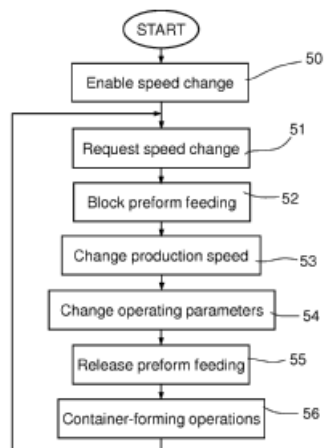 START
Enable speed change
50
Request speed change
51
Block preform feeding
52
Change production speed
53
Change operating parameters
54
Release preform feeding
55
Container-forming operations
56